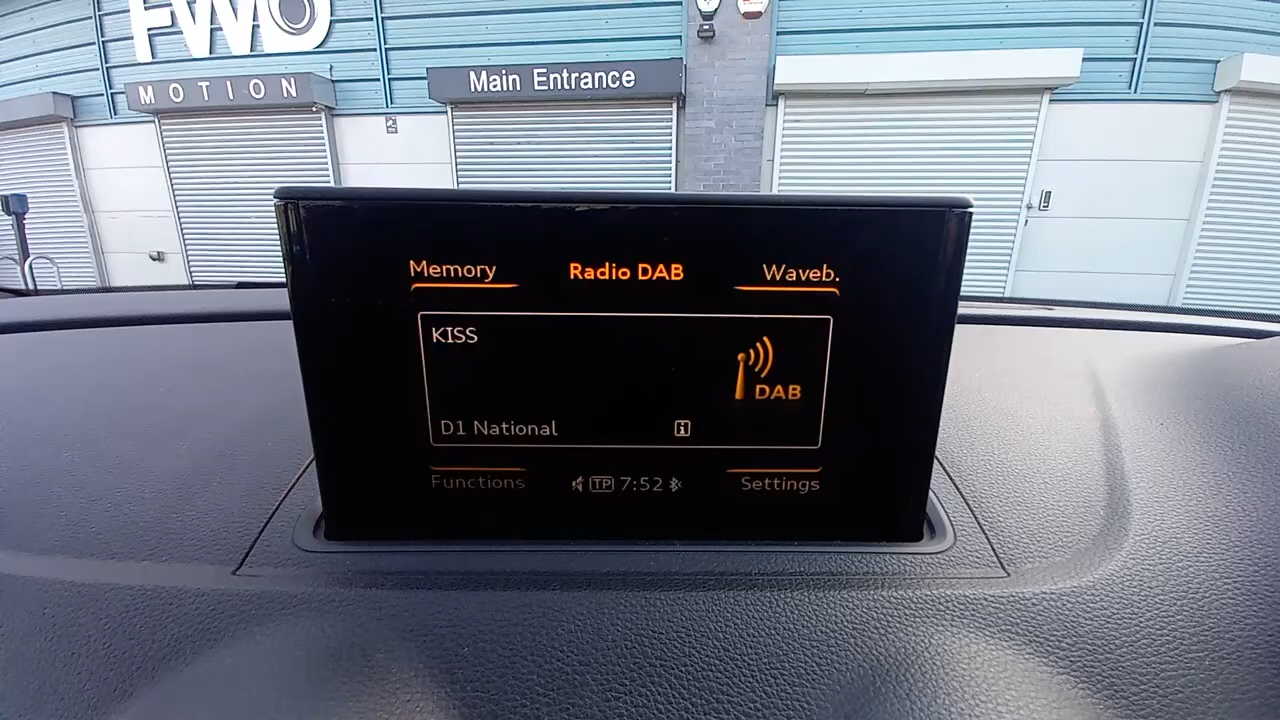 FWD
MOTION
Main Entrance
Memory
Radio DAB
Waveb.
KISS
DAB
D1 National
i
Functions
TP 7:52
Settings